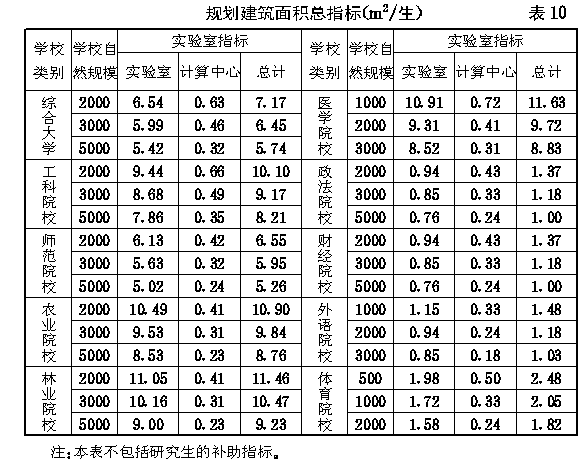 规划建筑面积总指标(m²/生) 表10
学校类别 学校自然规模 实验室指标 学校类别 学校自然规模 实验室指标
实验室 计算中心 总计 实验室 计算中心 总计
综合大学 2000 6.54 0.63 7.17 医学院校 1000 10.91 0.72 11.63
3000 5.99 0.46 6.45 2000 9.31 0.41 9.72
5000 5.42 0.32 5.74 3000 8.52 0.31 8.83
工科院校 2000 9.44 0.66 10.10 政法院校 2000 0.94 0.43 1.37
3000 8.68 0.49 9.17 3000 0.85 0.33 1.18
5000 7.86 0.35 8.21 5000 0.76 0.24 1.00
师范院校 2000 6.13 0.42 6.55 财经院校 2000 0.94 0.43 1.37
3000 5.63 0.32 5.95 3000 0.85 0.33 1.18
5000 5.02 0.24 5.26 5000 0.76 0.24 1.00
农业院校 2000 10.49 0.41 10.90 外语院校 1000 1.15 0.33 1.48
3000 9.53 0.31 9.84 2000 0.94 0.24 1.18
5000 8.53 0.23 8.76 3000 0.85 0.18 1.03
林业院校 2000 11.05 0.41 11.46 体育院校 500 1.98 0.50 2.48
3000 10.16 0.31 10.47 1000 1.72 0.33 2.05
5000 9.00 0.23 9.23 2000 1.58 0.24 1.82
注:本表不包括研究生的补助指标。